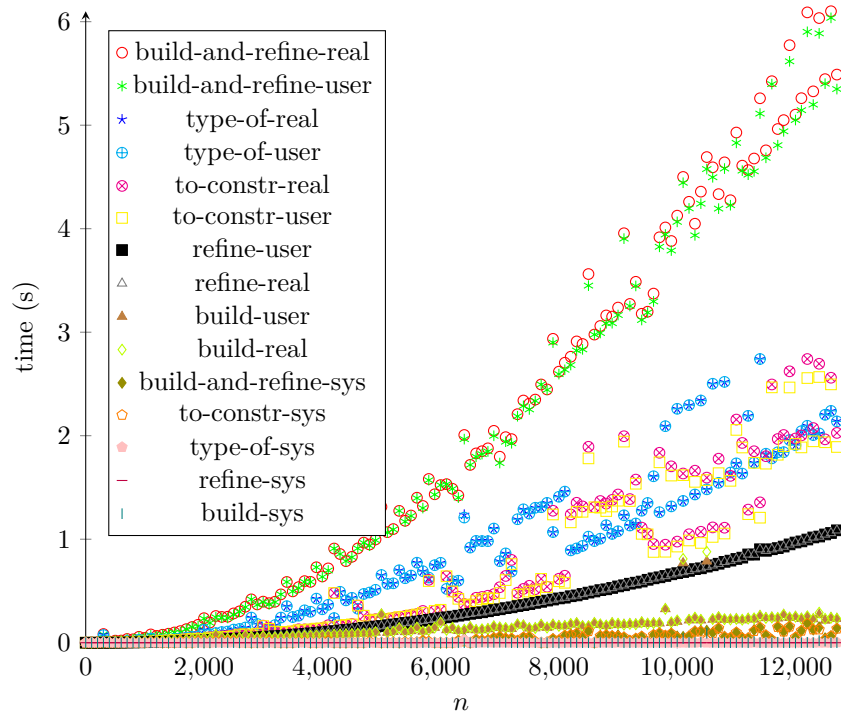 6
build-and-refine-real
build-and-refine-user
5
type-of-real
type-of-user
to-constr-real
4
to-constr-user
refine-user
time (s)
refine-real
3
build-user
build-real
build-and-refine-sys
to-constr-sys
2
type-of-sys
refine-sys
build-sys
1
0
0 2,000 4,000 6,000 8,000 10,000 12,000
n